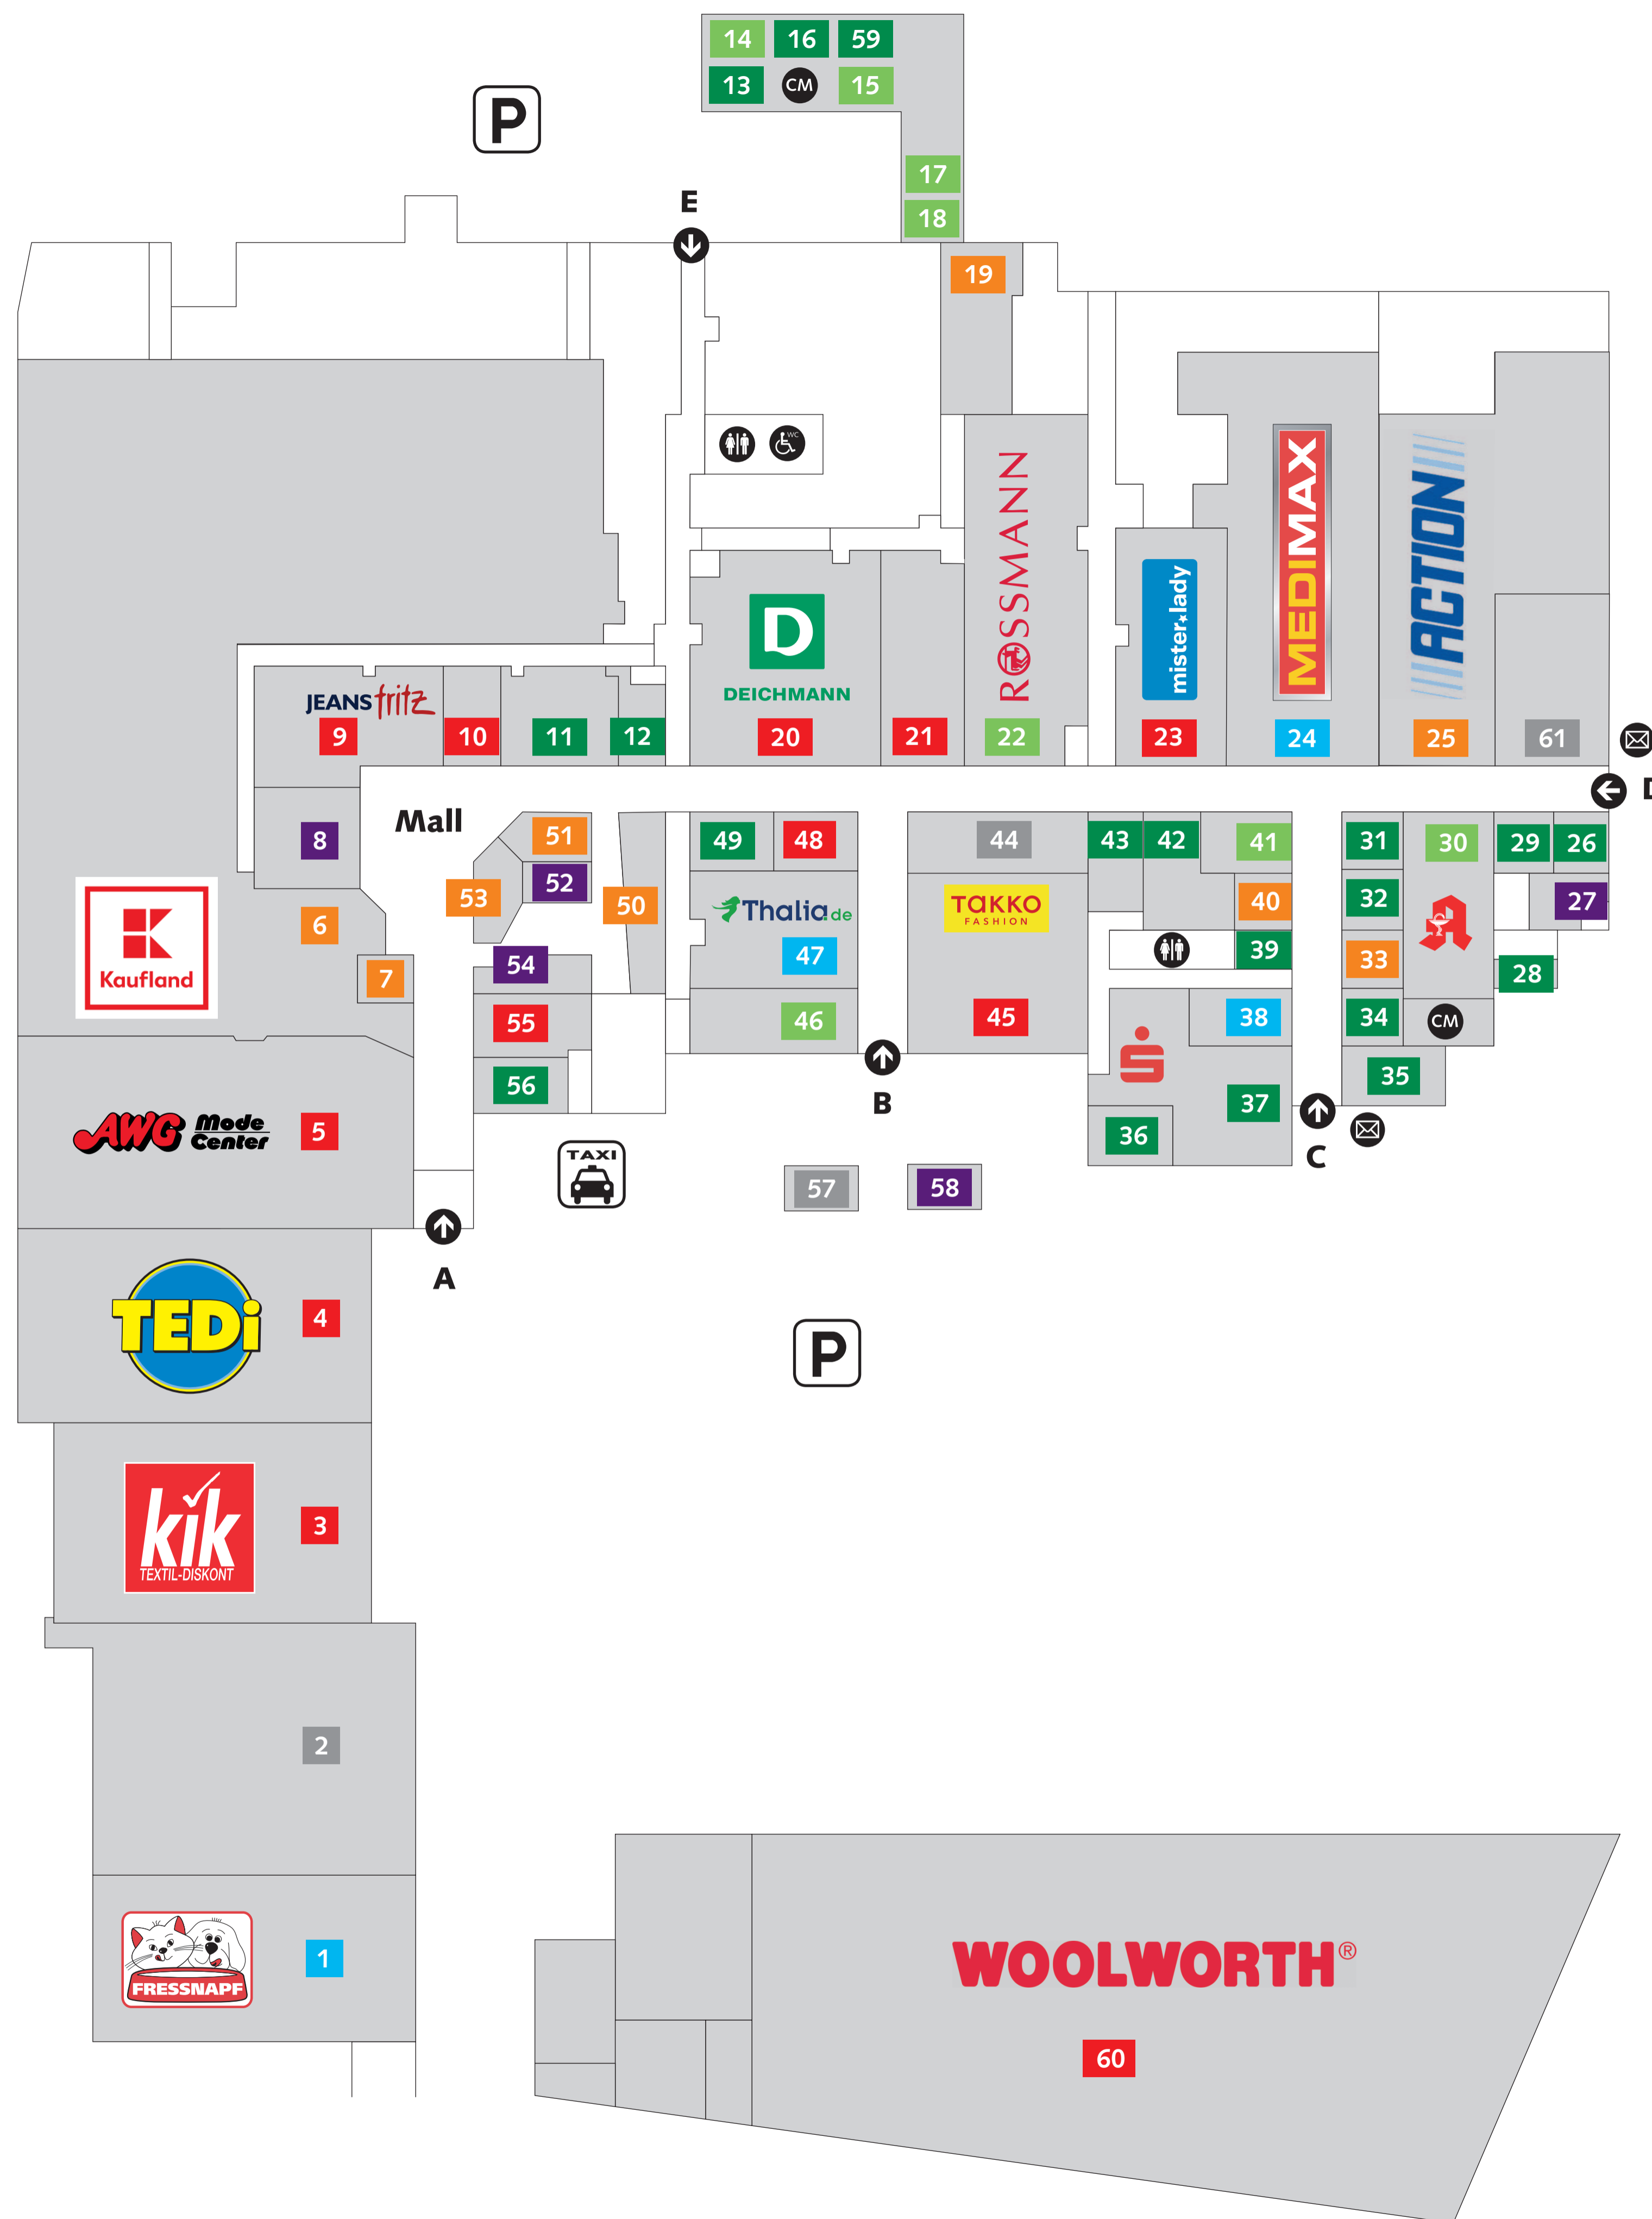 14 16 59
13 CM 15
P
17
18
E
19
WC
ROSSMANN
MEDIMAX
ACTION
mister*lady
D
DEICHMANN
JEANS fritz
9 10 11 12 20 21 22 23 24 25 61
D
Mall
8
51
52
53
50
49 48
44
43 42 41
31 30 29 26
Thalia.de
TAKKO
FASHION
40
32
27
K
Kaufland
6
7
54
47
39
33
28
55
46
45
38
34
CM
56
B
37
35
36
C
AWG Mode
Center
5
TAXI
57
58
A
TEDi
4
P
kik
TEXTIL-DISKONT
3
2
FRESSNAPF
1
WOOLWORTH®
60